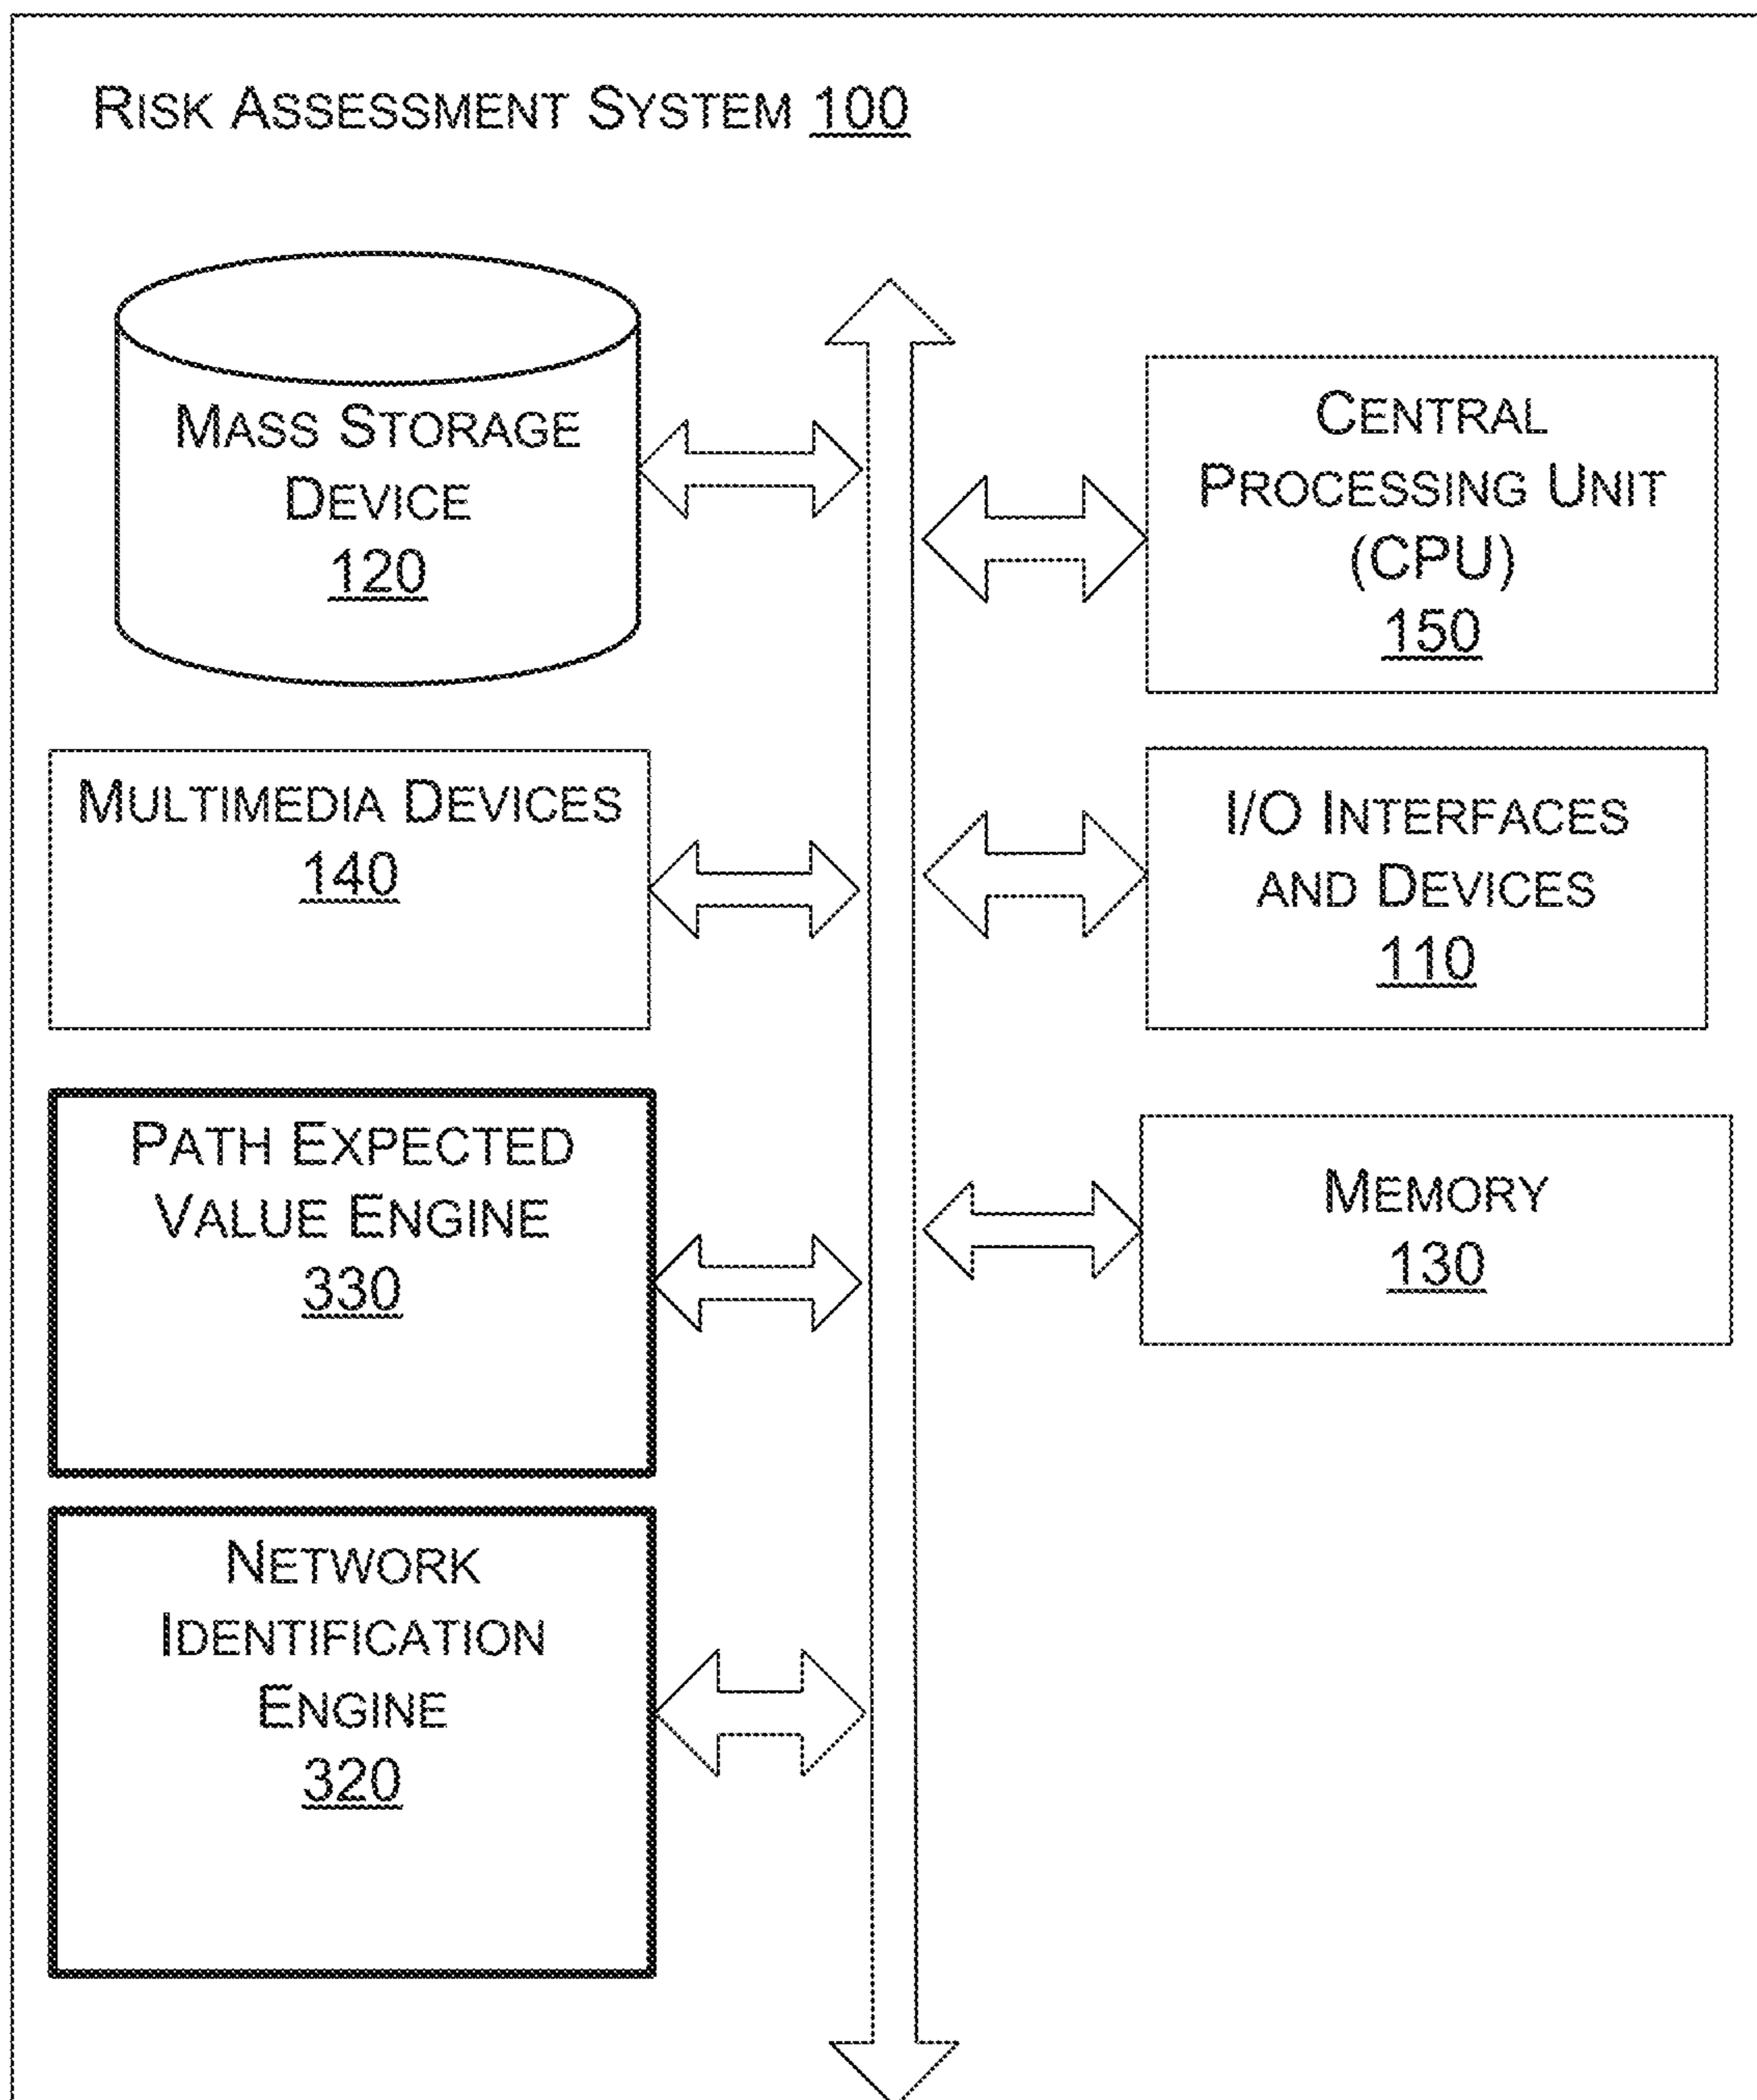 RISK ASSESSMENT SYSTEM 100
MASS STORAGE
DEVICE
120
CENTRAL
PROCESSING UNIT
(CPU)
150
MULTIMEDIA DEVICES
140
I/O INTERFACES
AND DEVICES
110
PATH EXPECTED
VALUE ENGINE
330
MEMORY
130
NETWORK
IDENTIFICATION
ENGINE
320